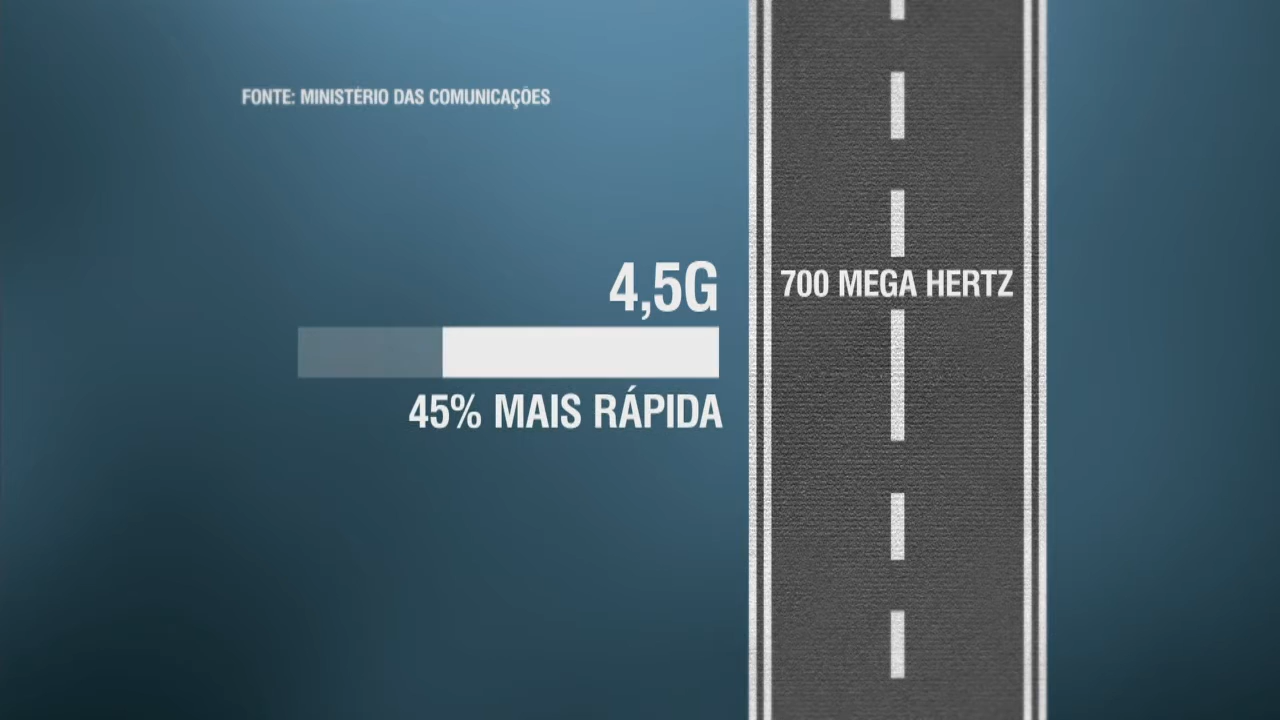 FONTE: MINISTÉRIO DAS COMUNICAÇÕES
4,5G
700 MEGA HERTZ
45% MAIS RÁPIDA